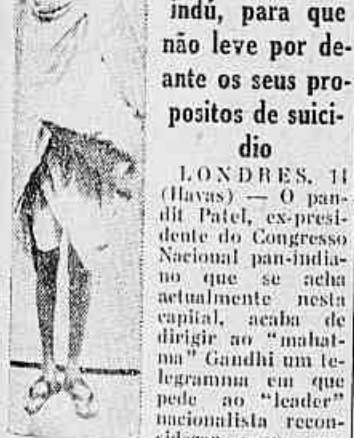 indú, para que
não leve por de-
ante os seus pro-
positos de suici-
dio
LONDRES, 11
(Havas) — O pan-
dit Patel, ex-presi-
dente do Congresso
Nacional pan-india-
no que se acha
actualmente nesta
capital, acaba de
dirigir ao "mahat-
ma" Gandhi um te-
legramma em que
pede ao "leader"
nacionalista recon-